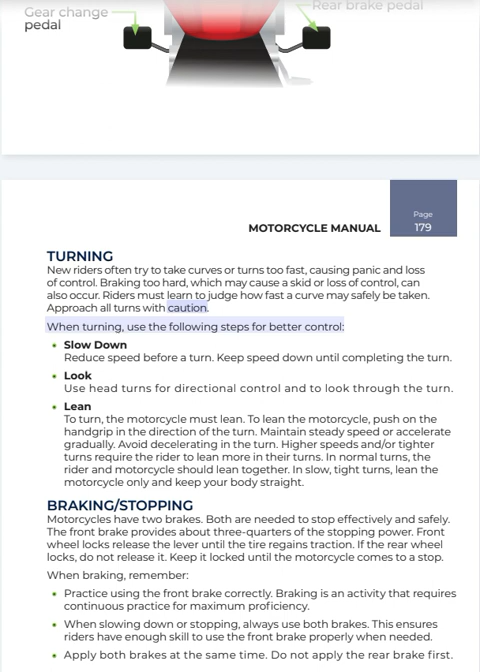 Gear change
pedal
Rear brake pedal
Page
MOTORCYCLE MANUAL
179
TURNING
New riders often try to take curves or turns too fast, causing panic and loss
of control. Braking too hard, which may cause a skid or loss of control, can
also occur. Riders must learn to judge how fast a curve may safely be taken.
Approach all turns with caution.
When turning, use the following steps for better control:
• Slow Down
Reduce speed before a turn. Keep speed down until completing the turn.
• Look
Use head turns for directional control and to look through the turn.
• Lean
To turn, the motorcycle must lean. To lean the motorcycle, push on the
handgrip in the direction of the turn. Maintain steady speed or accelerate
gradually. Avoid decelerating in the turn. Higher speeds and/or tighter
turns require the rider to lean more in their turns. In normal turns, the
rider and motorcycle should lean together. In slow, tight turns, lean the
motorcycle only and keep your body straight.
BRAKING/STOPPING
Motorcycles have two brakes. Both are needed to stop effectively and safely.
The front brake provides about three-quarters of the stopping power. Front
wheel locks release the lever until the tire regains traction. If the rear wheel
locks, do not release it. Keep it locked until the motorcycle comes to a stop.
When braking, remember:
• Practice using the front brake correctly. Braking is an activity that requires
continuous practice for maximum proficiency.
• When slowing down or stopping, always use both brakes. This ensures
riders have enough skill to use the front brake properly when needed.
• Apply both brakes at the same time. Do not apply the rear brake first.